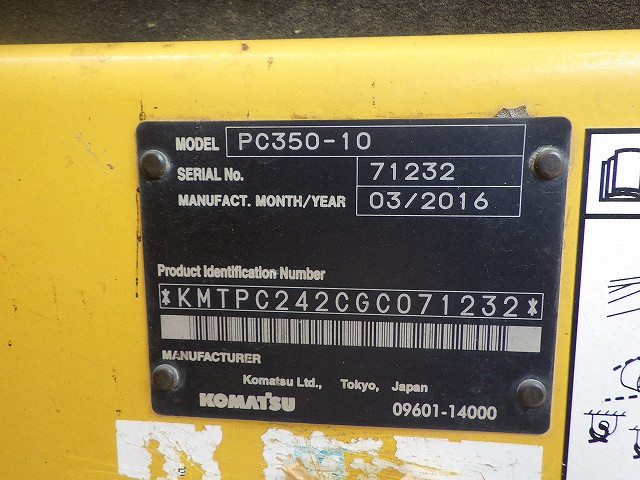 MODEL PC350-10
SERIAL No. 71232
MANUFACT. MONTH/YEAR 03/2016
Product Identification Number
*KMTPC242CGC071232*
MANUFACTURER
Komatsu Ltd., Tokyo, Japan
KOMATSU 09601-14000